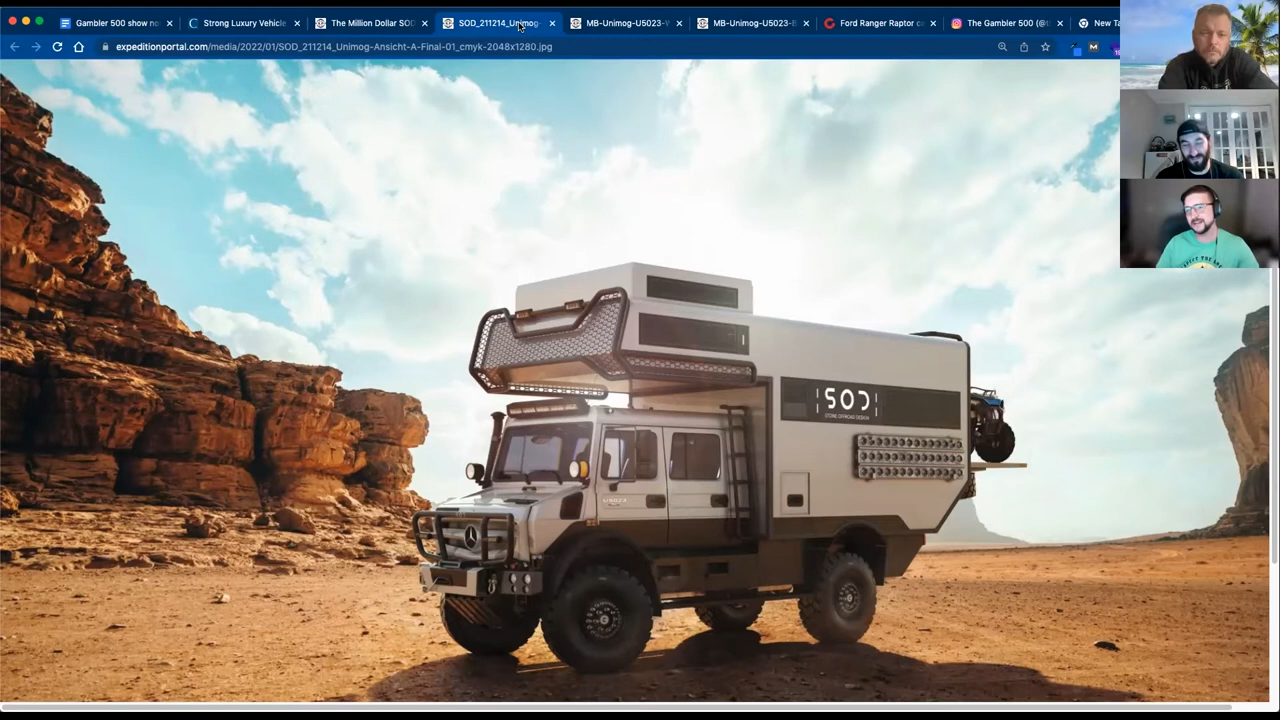 Gambler 500 show no
Strong Luxury Vehicle
The Million Dollar SOD
SOD_211214_Unimog-
MB-Unimog-U5023-W
MB-Unimog-U5023-E
Ford Ranger Raptor c
The Gambler 500 (@t
New Ta
expeditionportal.com/media/2022/01/SOD_211214_Unimog-Ansicht-A-Final-01_cmyk-2048x1280.jpg
SOD
STONE OFFROAD DESIGN
U5023